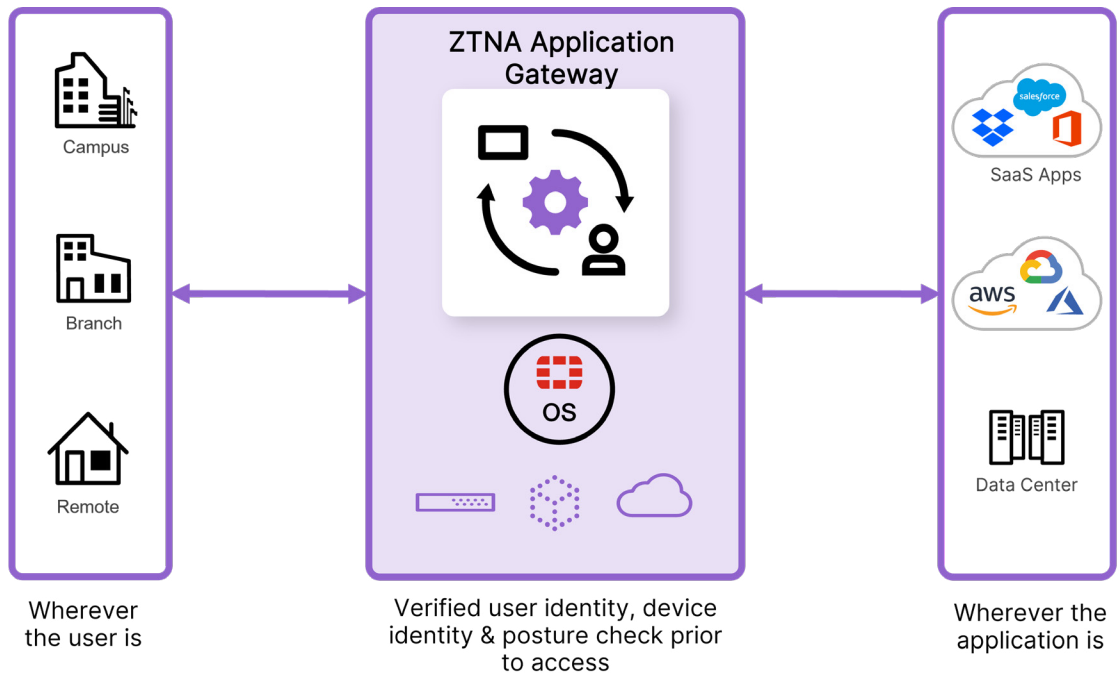 Campus
Branch
Remote
Wherever
the user is
ZTNA Application
Gateway
OS
Verified user identity, device
identity & posture check prior
to access
salesforce
SaaS Apps
aws
Data Center
Wherever the
application is